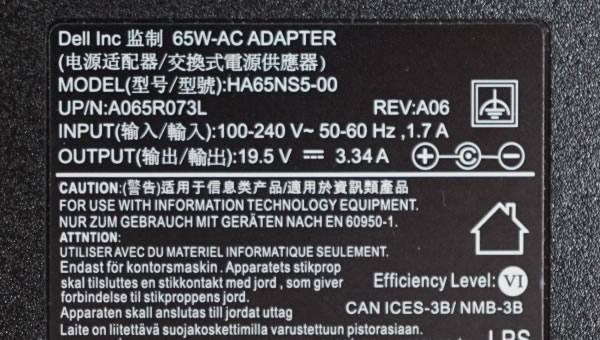 Dell Inc 监制 65W-AC ADAPTER
(电源适配器/交換式電源供應器)
MODEL(型号/型號):HA65NS5-00
UP/N:A065R073L REV:A06
INPUT(输入/輸入):100-240 V~ 50-60 Hz ,1.7 A
OUTPUT(输出/輸出):19.5 V ⎓ 3.34 A
CAUTION:(警告)适用于信息类产品/適用於資訊類產品
FOR USE WITH INFORMATION TECHNOLOGY EQUIPMENT.
NUR ZUM GEBRAUCH MIT GERÄTEN NACH EN 60950-1.
ATTNTION:
UTILISER AVEC DU MATERIEL INFORMATIQUE SEULEMENT.
Endast för kontorsmaskin . Apparatets stikprop
skal tilsluttes en stikkontakt med jord , som giver
forbindelse til stikproppens jord.
Apparaten skall anslutas till jordat uttag
Laite on liitettävä suojakoskettimilla varustettuun pistorasiaan.
Efficiency Level: VI
CAN ICES-3B/ NMB-3B
LPS